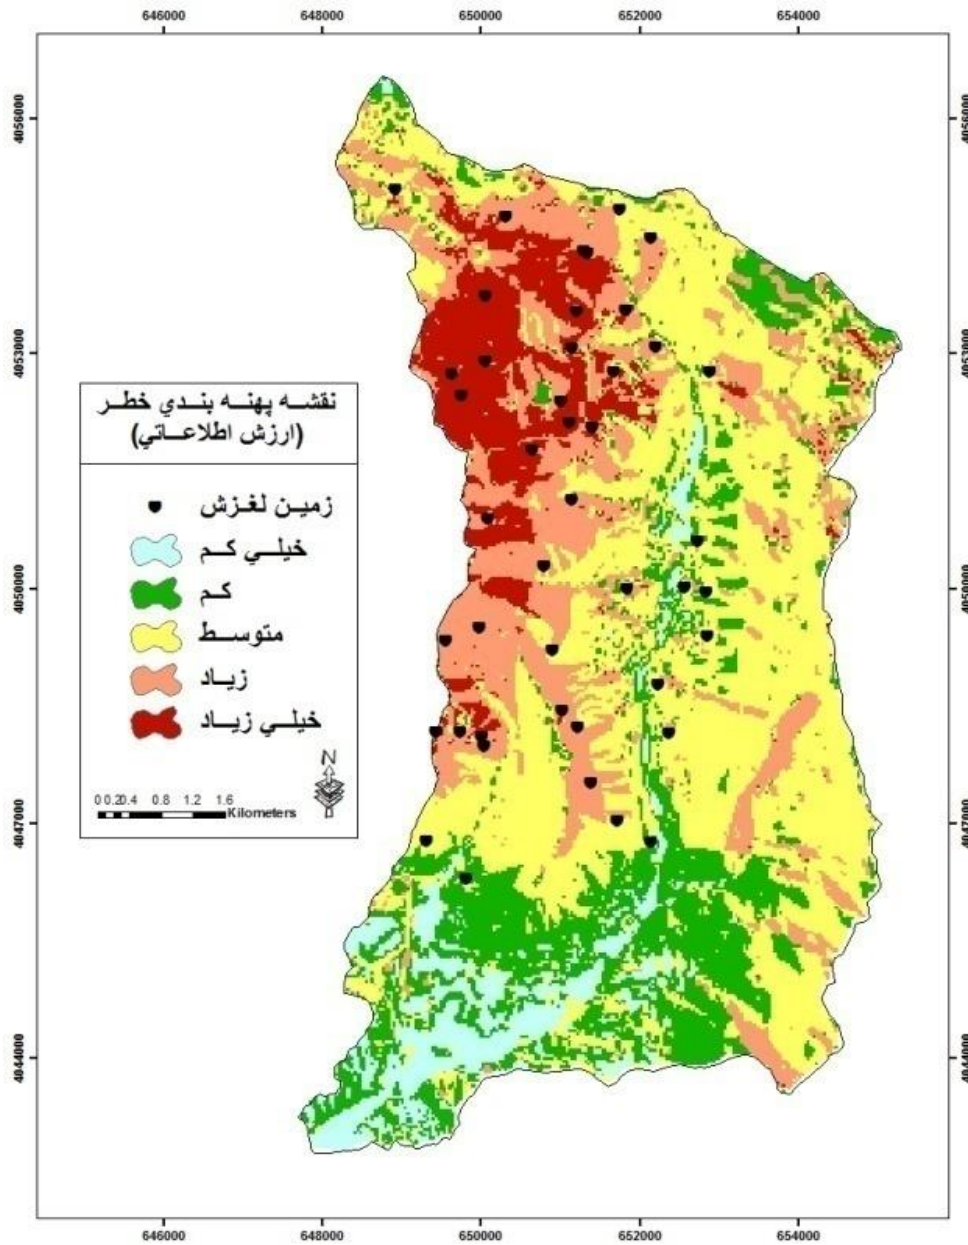 646000 648000 650000 652000 654000
4056000 4056000
4053000 4053000
نقشه پهنه بندي خطر
(ارزش اطلاعاتي)
زمين لغزش
خيلي كم
كم
متوسط
زياد
خيلي زياد
N
0 0.20.4 0.8 1.2 1.6
Kilometers
4050000 4050000
4047000 4047000
4044000 4044000
646000 648000 650000 652000 654000